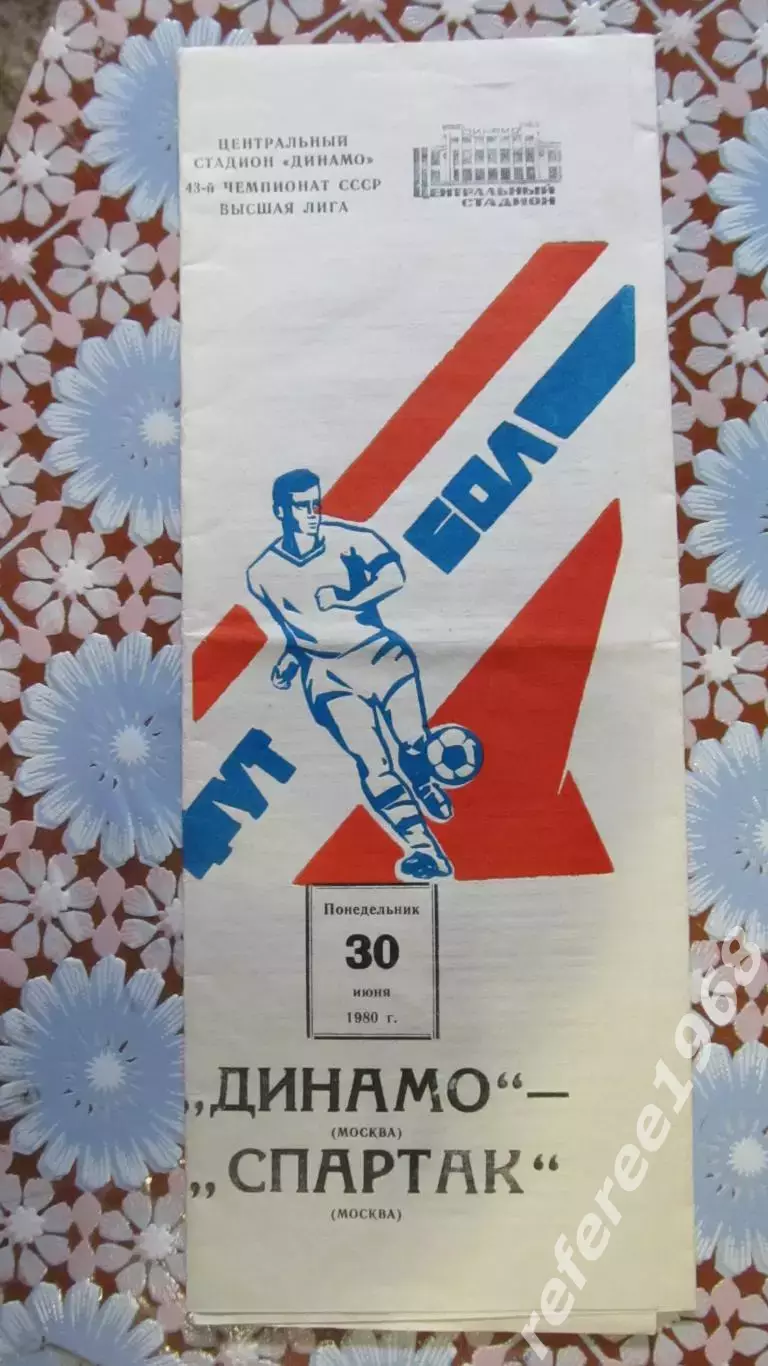 ЦЕНТРАЛЬНЫЙ
СТАДИОН «ДИНАМО»
43-й ЧЕМПИОНАТ СССР
ВЫСШАЯ ЛИГА
ДИНАМО
ЦЕНТРАЛЬНЫЙ
СТАДИОН
ФУТ
БОЛ
Понедельник
30
июня
1980 г.
„ДИНАМО“ —
(МОСКВА)
„СПАРТАК“
(МОСКВА)
referee1968